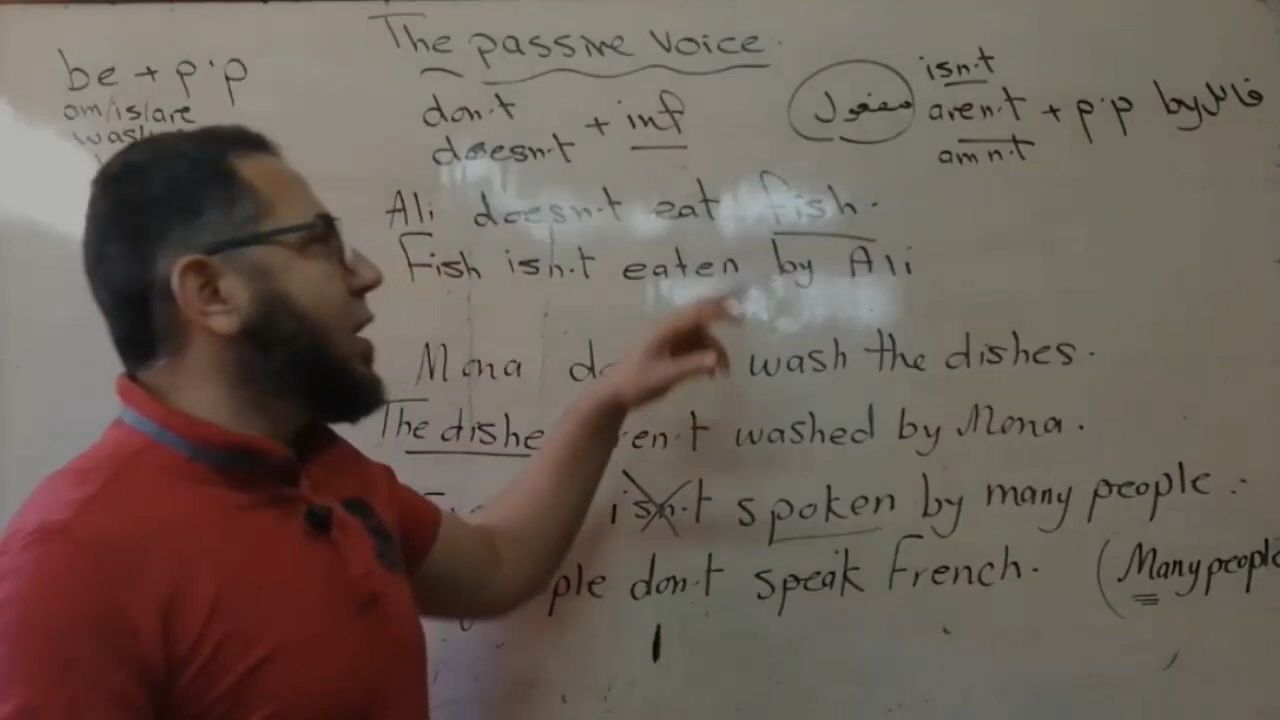 The passive Voice.
be + p.p
am/is/are
was/
don't
doesn't + inf
مفعول isn't
aren't + p.p by فاعل
amn't
Ali doesn't eat fish.
Fish isn't eaten by Ali
Mona wash the dishes.
The dishe en't washed by Mona.
isn't spoken by many people.
ple don't speak French. (Many people